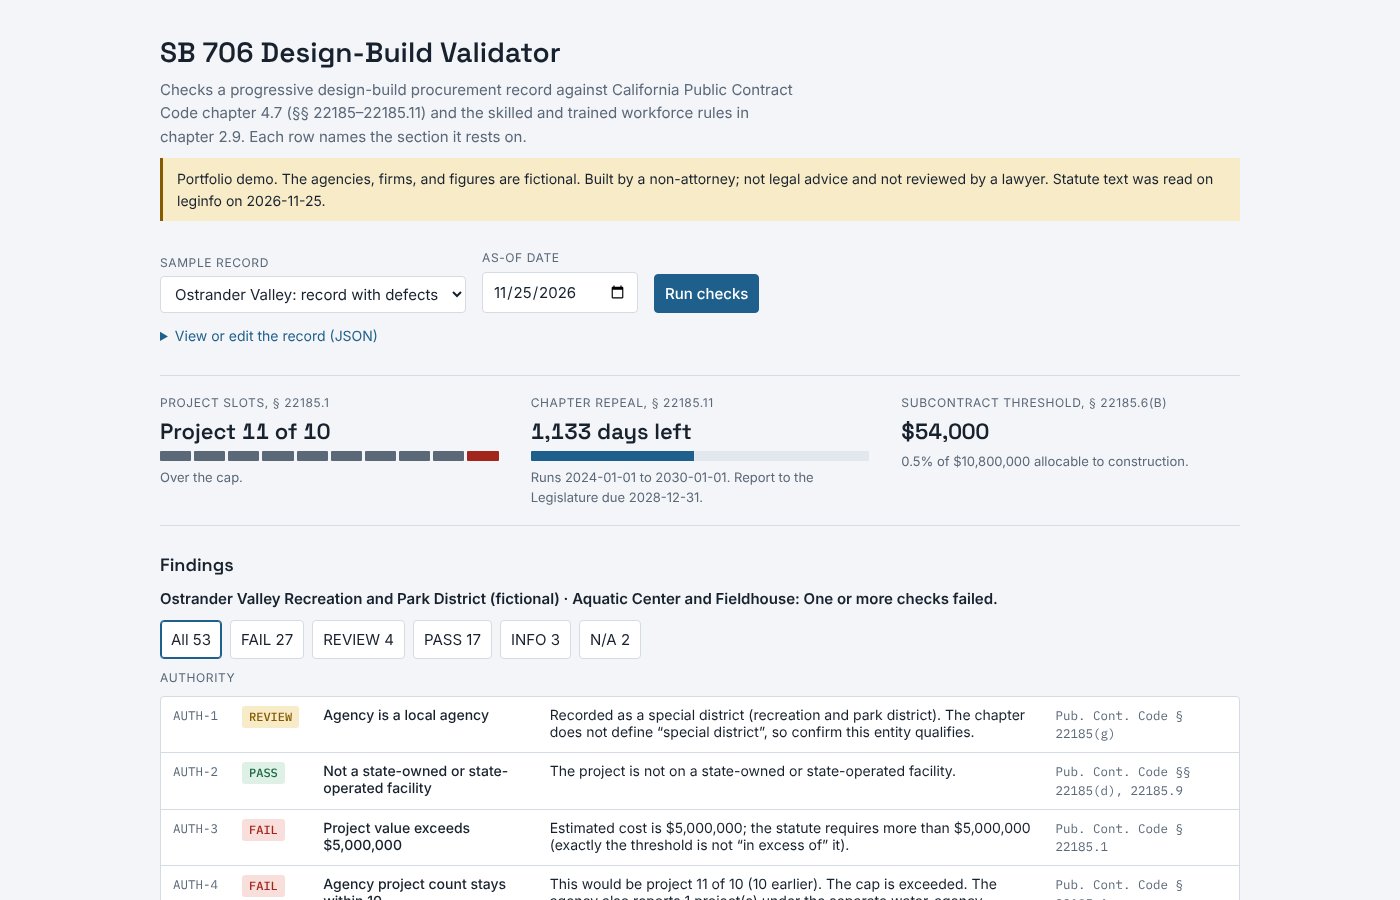 SB 706 Design-Build Validator
Checks a progressive design-build procurement record against California Public Contract
Code chapter 4.7 (§§ 22185–22185.11) and the skilled and trained workforce rules in
chapter 2.9. Each row names the section it rests on.
Portfolio demo. The agencies, firms, and figures are fictional. Built by a non-attorney; not legal advice and not reviewed by a lawyer. Statute text was read on
leginfo on 2026-11-25.
SAMPLE RECORD
AS-OF DATE
Ostrander Valley: record with defects
11/25/2026
Run checks
View or edit the record (JSON)
PROJECT SLOTS, § 22185.1
Project 11 of 10
Over the cap.
CHAPTER REPEAL, § 22185.11
1,133 days left
Runs 2024-01-01 to 2030-01-01. Report to the
Legislature due 2028-12-31.
SUBCONTRACT THRESHOLD, § 22185.6(B)
$54,000
0.5% of $10,800,000 allocable to construction.
Findings
Ostrander Valley Recreation and Park District (fictional) · Aquatic Center and Fieldhouse: One or more checks failed.
All 53
FAIL 27
REVIEW 4
PASS 17
INFO 3
N/A 2
AUTHORITY
AUTH-1
REVIEW
Agency is a local agency
Recorded as a special district (recreation and park district). The chapter
does not define “special district”, so confirm this entity qualifies.
Pub. Cont. Code §
22185(g)
AUTH-2
PASS
Not a state-owned or state-
operated facility
The project is not on a state-owned or state-operated facility.
Pub. Cont. Code §§
22185(d), 22185.9
AUTH-3
FAIL
Project value exceeds
$5,000,000
Estimated cost is $5,000,000; the statute requires more than $5,000,000
(exactly the threshold is not “in excess of” it).
Pub. Cont. Code §
22185.1
AUTH-4
FAIL
Agency project count stays
within 10
This would be project 11 of 10 (10 earlier). The cap is exceeded. The
Pub. Cont. Code §